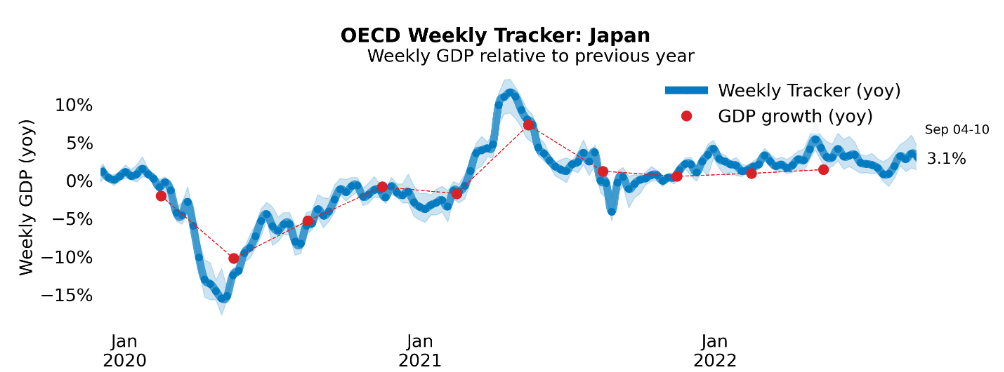 OECD Weekly Tracker: Japan
Weekly GDP relative to previous year
Weekly Tracker (yoy)
GDP growth (yoy)
Sep 04-10
3.1%
Weekly GDP (yoy)
10%
5%
0%
−5%
−10%
−15%
Jan
2020
Jan
2021
Jan
2022